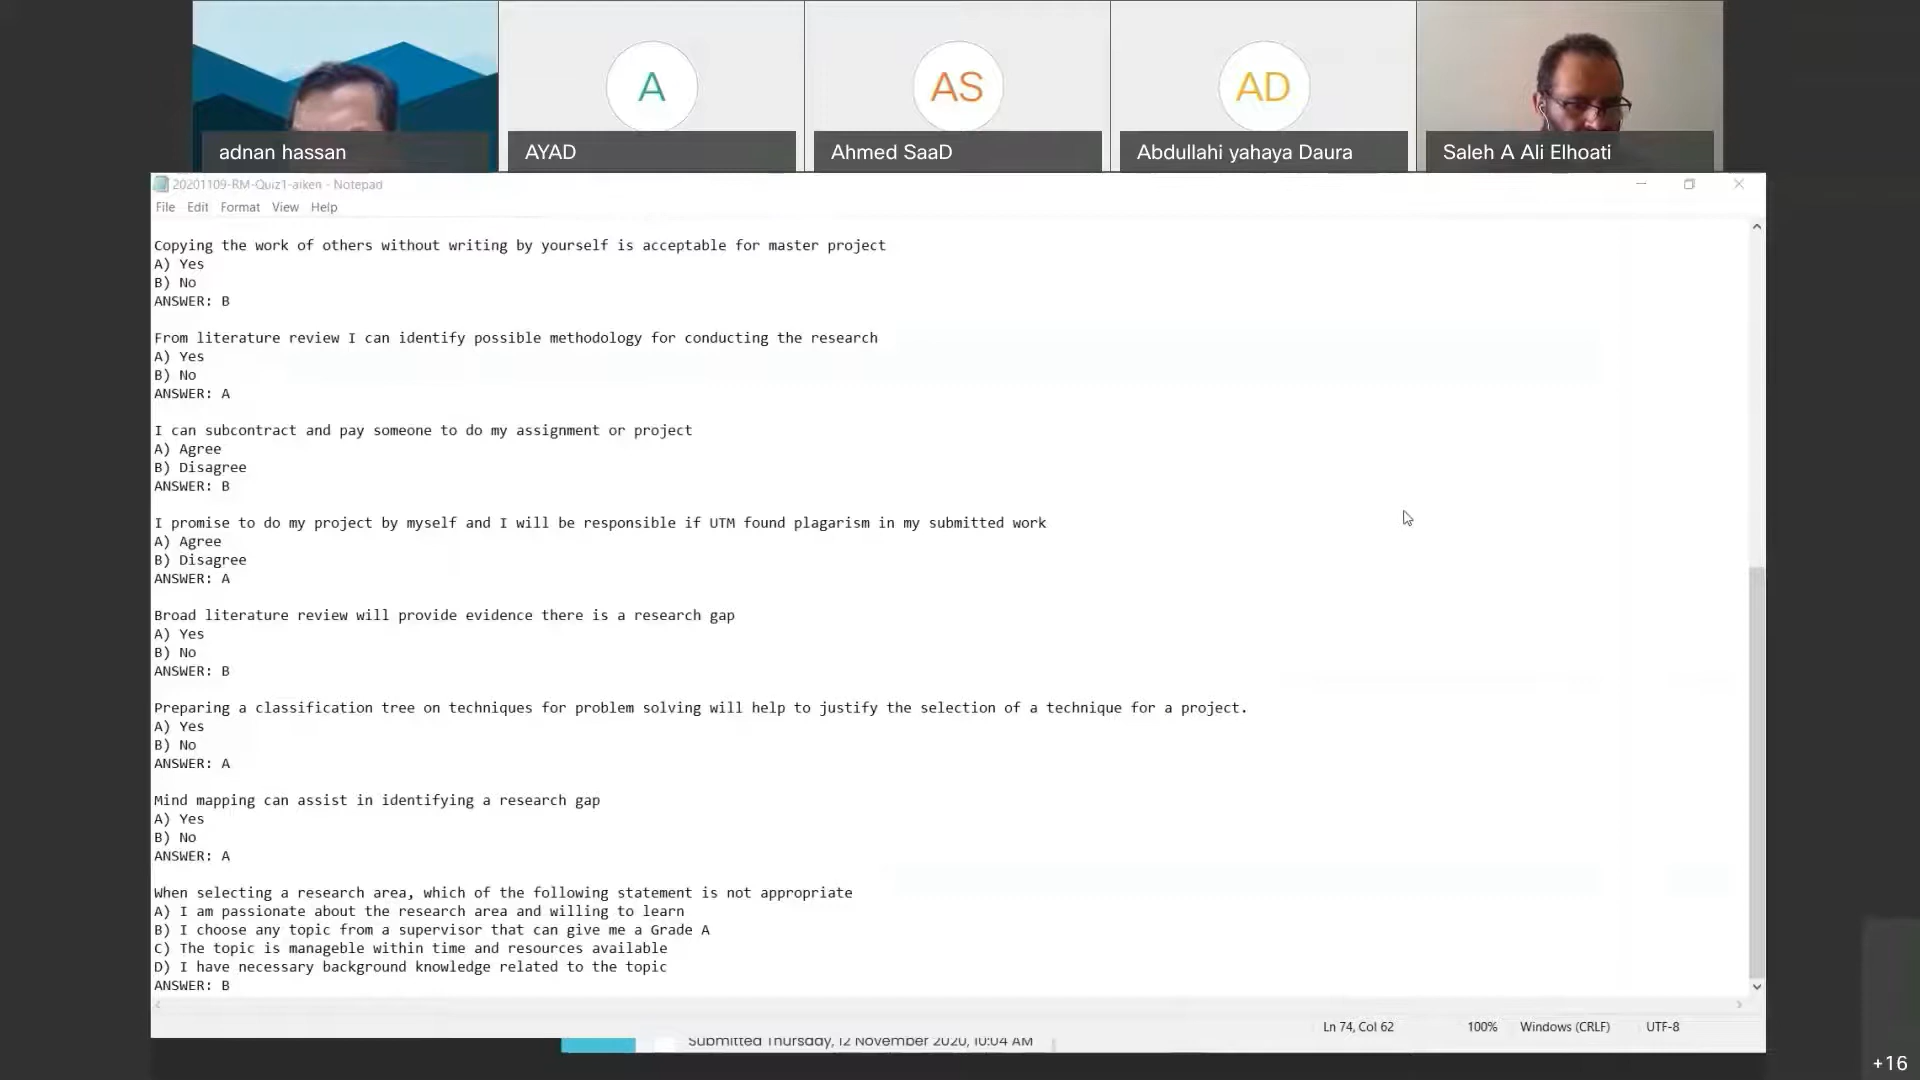 A
AS
AD
adnan hassan
AYAD
Ahmed SaaD
Abdullahi yahaya Daura
Saleh A Ali Elhoati
20201109-RM-Quiz1-aiken - Notepad
File Edit Format View Help
Copying the work of others without writing by yourself is acceptable for master project
A) Yes
B) No
ANSWER: B
From literature review I can identify possible methodology for conducting the research
A) Yes
B) No
ANSWER: A
I can subcontract and pay someone to do my assignment or project
A) Agree
B) Disagree
ANSWER: B
I promise to do my project by myself and I will be responsible if UTM found plagarism in my submitted work
A) Agree
B) Disagree
ANSWER: A
Broad literature review will provide evidence there is a research gap
A) Yes
B) No
ANSWER: B
Preparing a classification tree on techniques for problem solving will help to justify the selection of a technique for a project.
A) Yes
B) No
ANSWER: A
Mind mapping can assist in identifying a research gap
A) Yes
B) No
ANSWER: A
When selecting a research area, which of the following statement is not appropriate
A) I am passionate about the research area and willing to learn
B) I choose any topic from a supervisor that can give me a Grade A
C) The topic is manageble within time and resources available
D) I have necessary background knowledge related to the topic
ANSWER: B
Ln 74, Col 62 100% Windows (CRLF) UTF-8
Submitted Thursday, 12 November 2020, 10:04 AM
+16